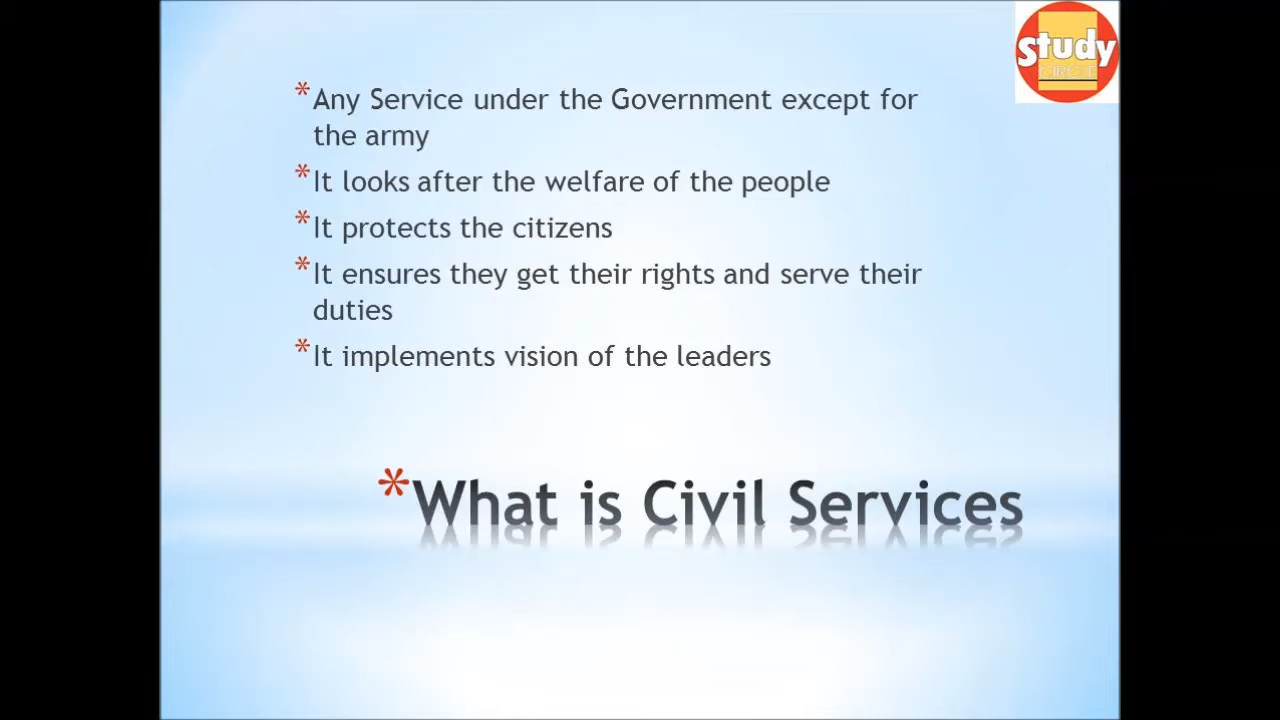 study
CIRCLE
*Any Service under the Government except for
the army
*It looks after the welfare of the people
*It protects the citizens
*It ensures they get their rights and serve their
duties
*It implements vision of the leaders
*What is Civil Services